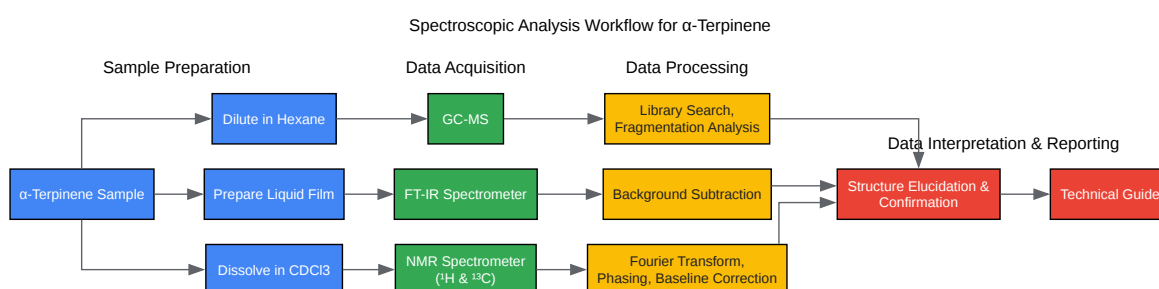 Spectroscopic Analysis Workflow for α-Terpinene
Sample Preparation
Data Acquisition
Data Processing
Data Interpretation & Reporting
Dilute in Hexane
GC-MS
Library Search,
Fragmentation Analysis
α-Terpinene Sample
Prepare Liquid Film
FT-IR Spectrometer
Background Subtraction
Structure Elucidation &
Confirmation
Technical Guide
Dissolve in CDCl3
NMR Spectrometer
(¹H & ¹³C)
Fourier Transform,
Phasing, Baseline Correction